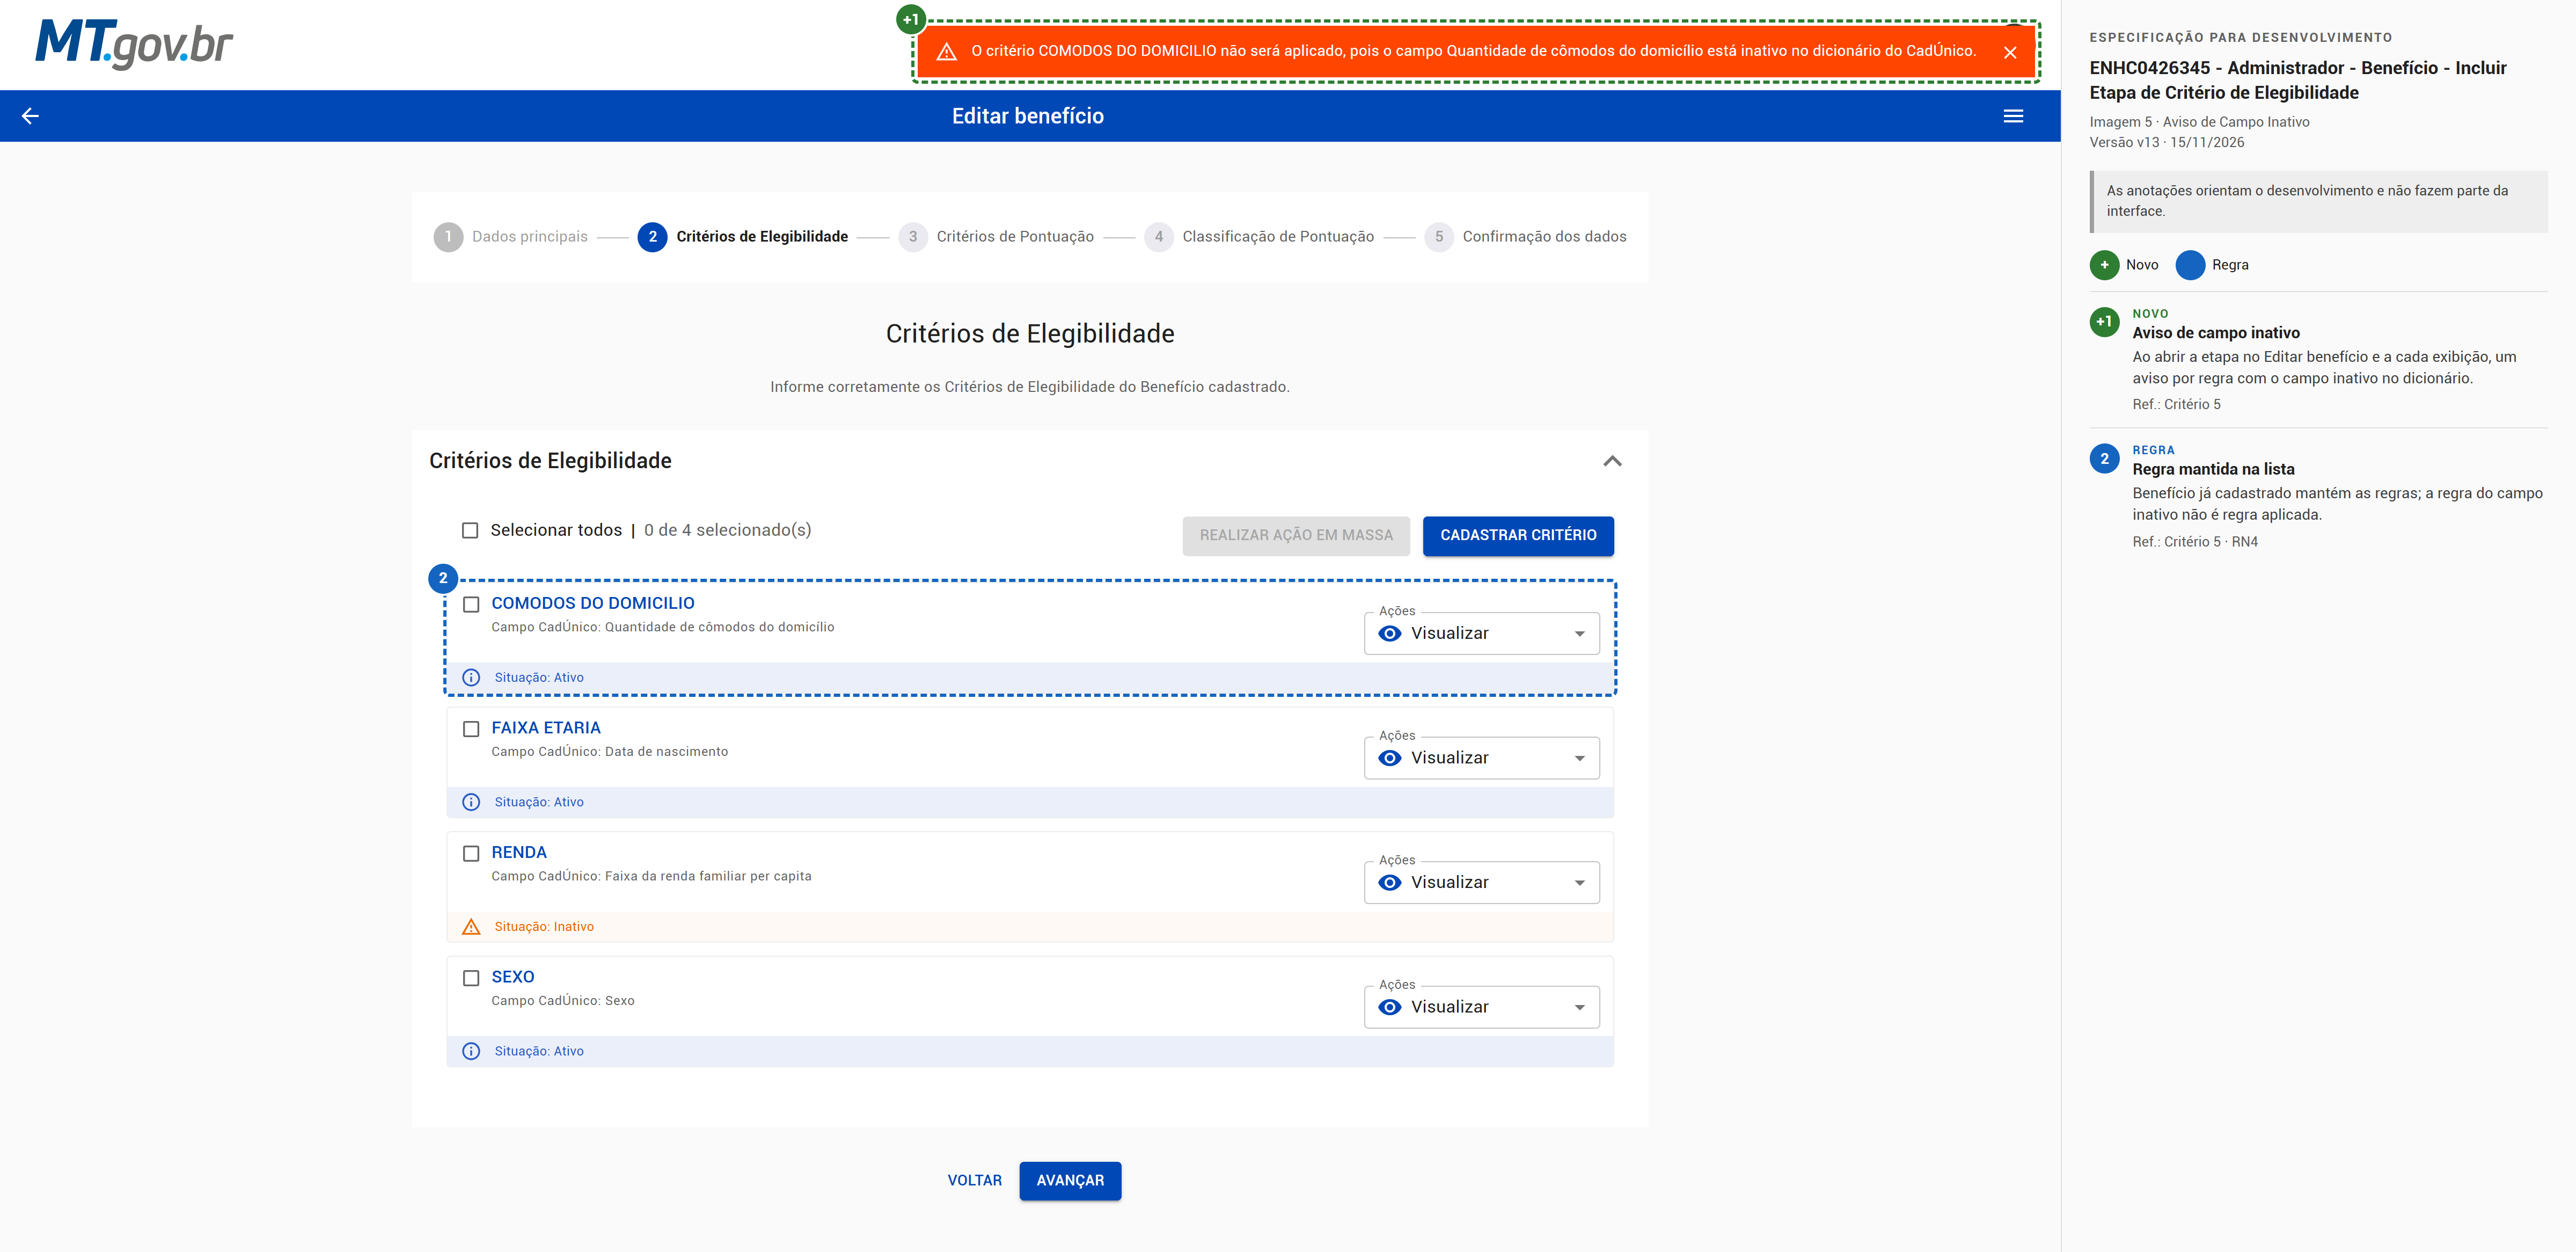 MT.gov.br
+1
O critério COMODOS DO DOMICILIO não será aplicado, pois o campo Quantidade de cômodos do domicílio está inativo no dicionário do CadÚnico.
Editar benefício
1 Dados principais
2 Critérios de Elegibilidade
3 Critérios de Pontuação
4 Classificação de Pontuação
5 Confirmação dos dados
Critérios de Elegibilidade
Informe corretamente os Critérios de Elegibilidade do Benefício cadastrado.
Critérios de Elegibilidade
Selecionar todos | 0 de 4 selecionado(s)
REALIZAR AÇÃO EM MASSA
CADASTRAR CRITÉRIO
2
COMODOS DO DOMICILIO
Campo CadÚnico: Quantidade de cômodos do domicílio
Ações
Visualizar
Situação: Ativo
FAIXA ETARIA
Campo CadÚnico: Data de nascimento
Ações
Visualizar
Situação: Ativo
RENDA
Campo CadÚnico: Faixa da renda familiar per capita
Ações
Visualizar
Situação: Inativo
SEXO
Campo CadÚnico: Sexo
Ações
Visualizar
Situação: Ativo
VOLTAR
AVANÇAR
ESPECIFICAÇÃO PARA DESENVOLVIMENTO
ENHC0426345 - Administrador - Benefício - Incluir
Etapa de Critério de Elegibilidade
Imagem 5 · Aviso de Campo Inativo
Versão v13 · 15/11/2026
As anotações orientam o desenvolvimento e não fazem parte da
interface.
+ Novo
Regra
+1
NOVO
Aviso de campo inativo
Ao abrir a etapa no Editar benefício e a cada exibição, um
aviso por regra com o campo inativo no dicionário.
Ref.: Critério 5
2
REGRA
Regra mantida na lista
Benefício já cadastrado mantém as regras; a regra do campo
inativo não é regra aplicada.
Ref.: Critério 5 · RN4